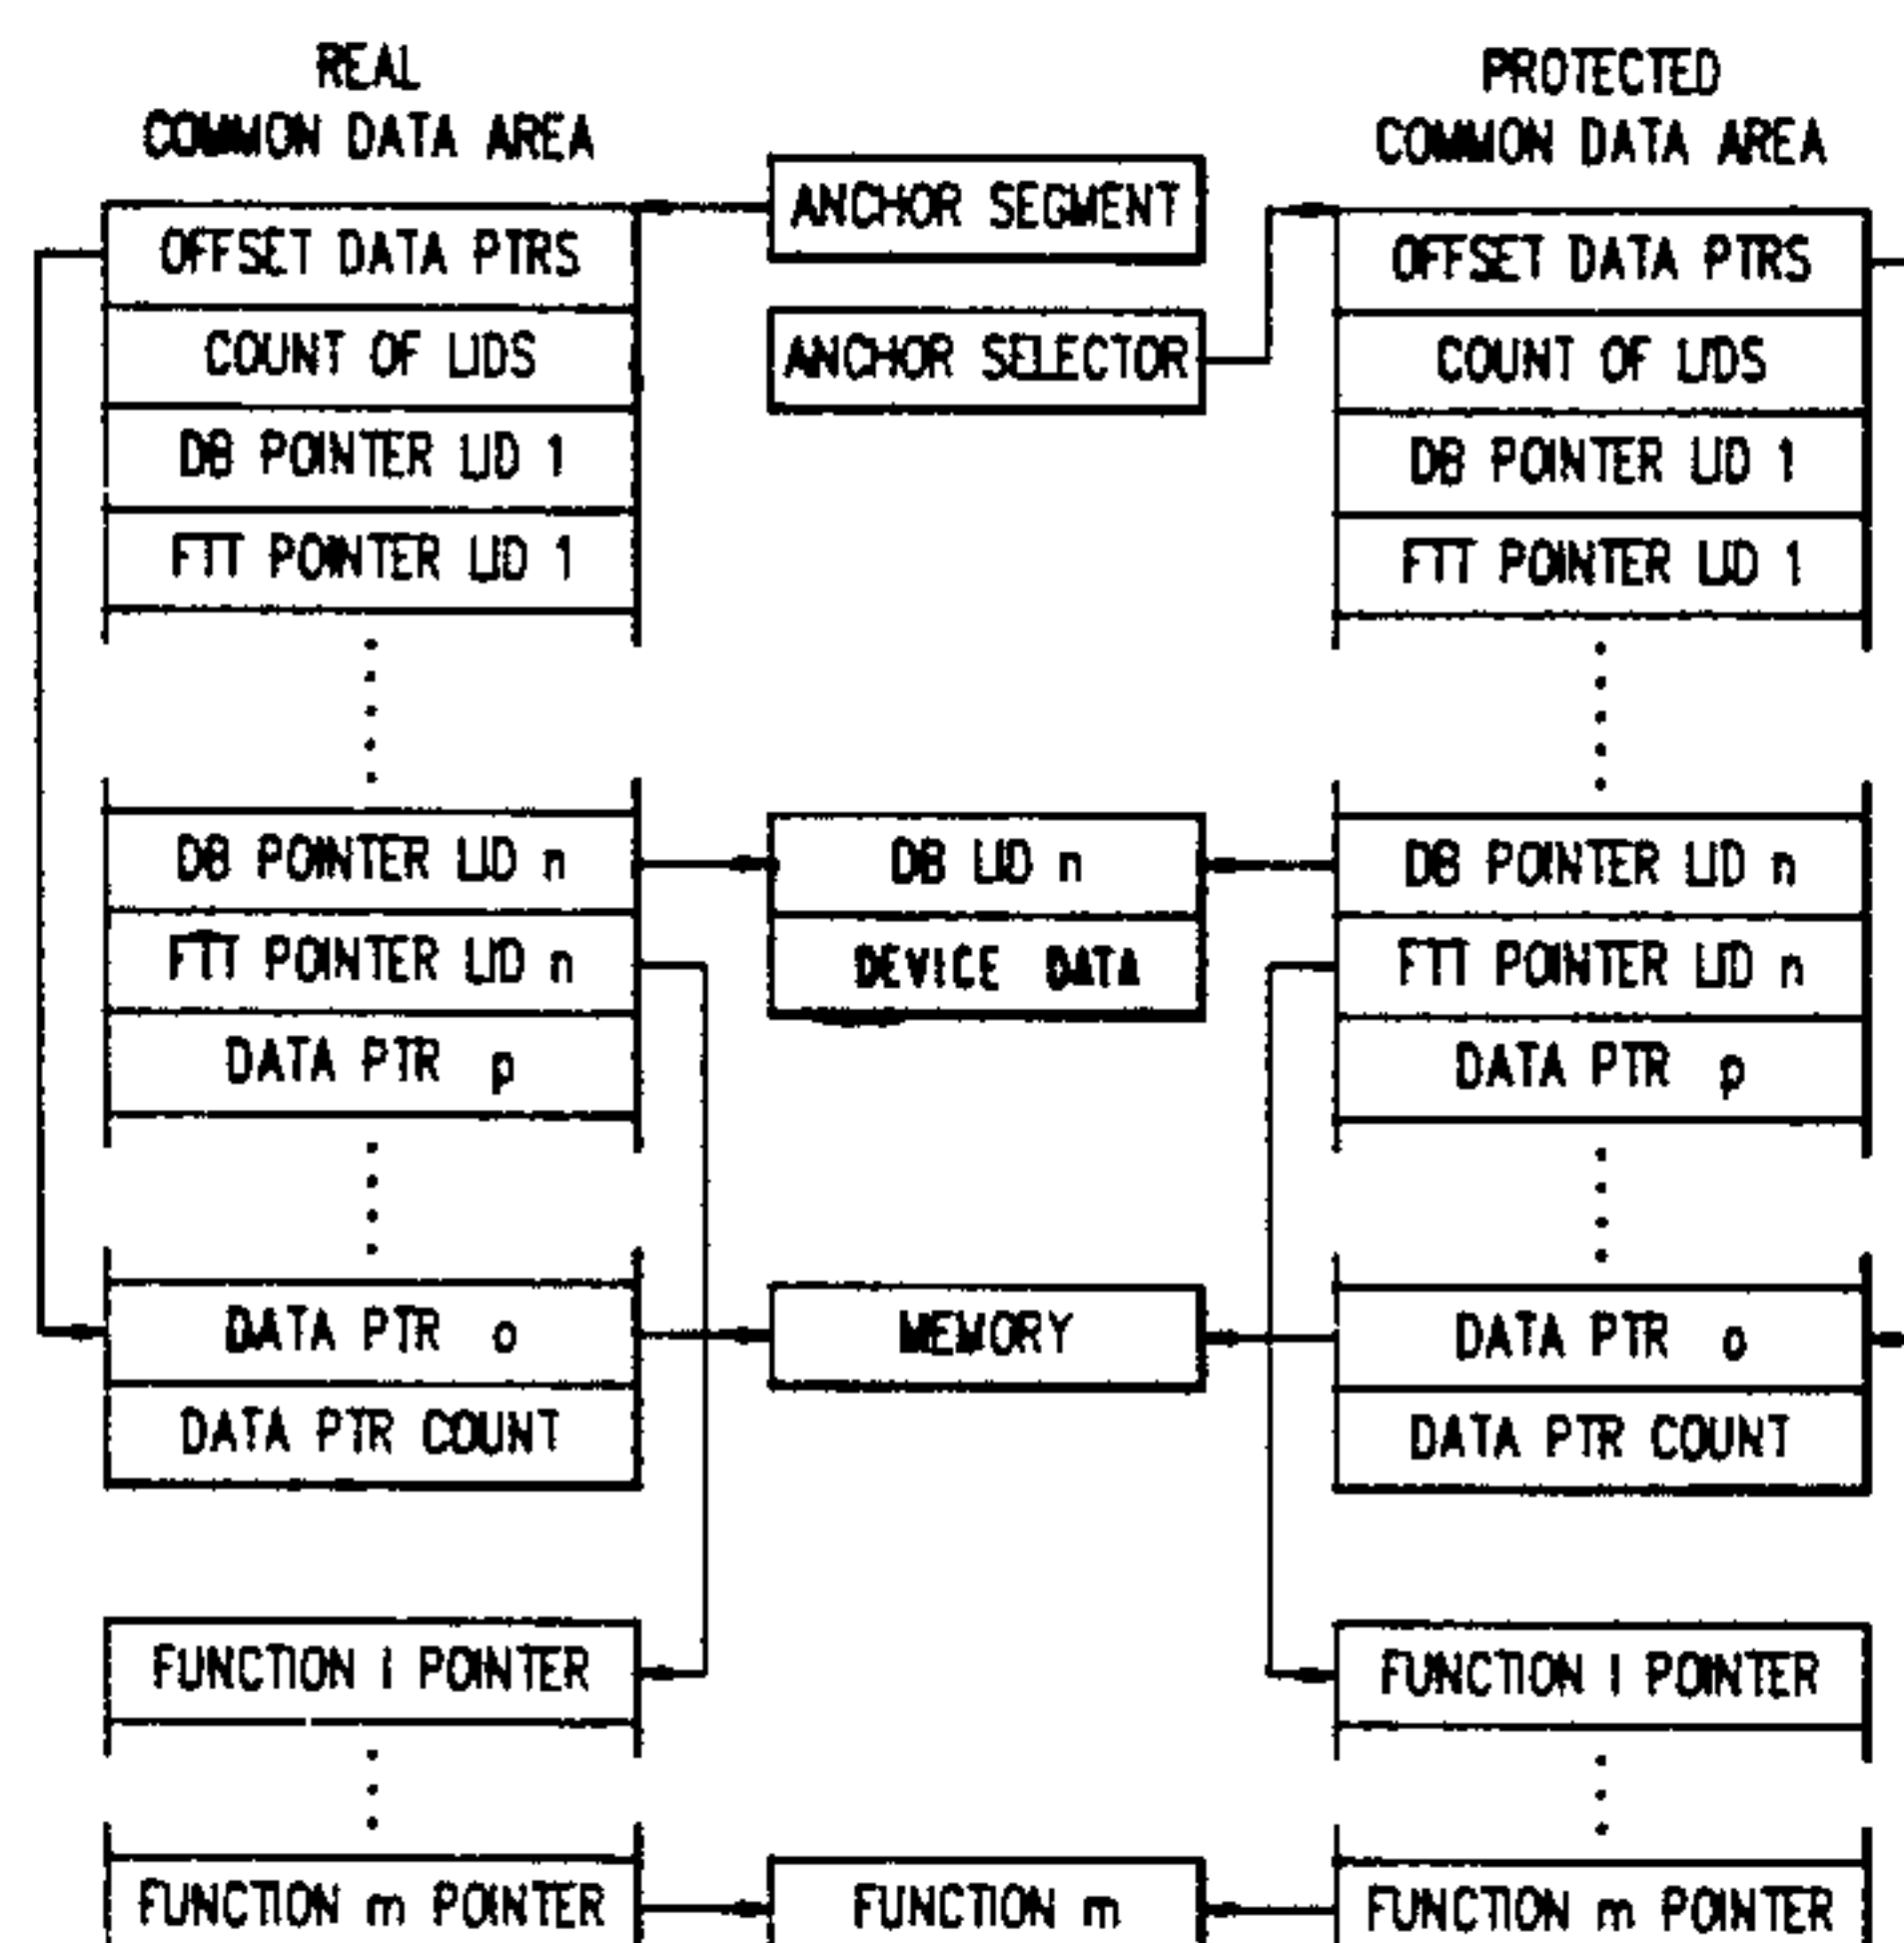 REAL
COMMON DATA AREA
OFFSET DATA PTRS
COUNT OF LIDS
DB POINTER LID 1
FTT POINTER LID 1
DB POINTER LID n
FTT POINTER LID n
DATA PTR p
DATA PTR o
DATA PTR COUNT
FUNCTION 1 POINTER
FUNCTION m POINTER
ANCHOR SEGMENT
ANCHOR SELECTOR
DB LID n
DEVICE DATA
MEMORY
FUNCTION m
PROTECTED
COMMON DATA AREA
OFFSET DATA PTRS
COUNT OF LIDS
DB POINTER LID 1
FTT POINTER LID 1
DB POINTER LID n
FTT POINTER LID n
DATA PTR p
DATA PTR o
DATA PTR COUNT
FUNCTION 1 POINTER
FUNCTION m POINTER